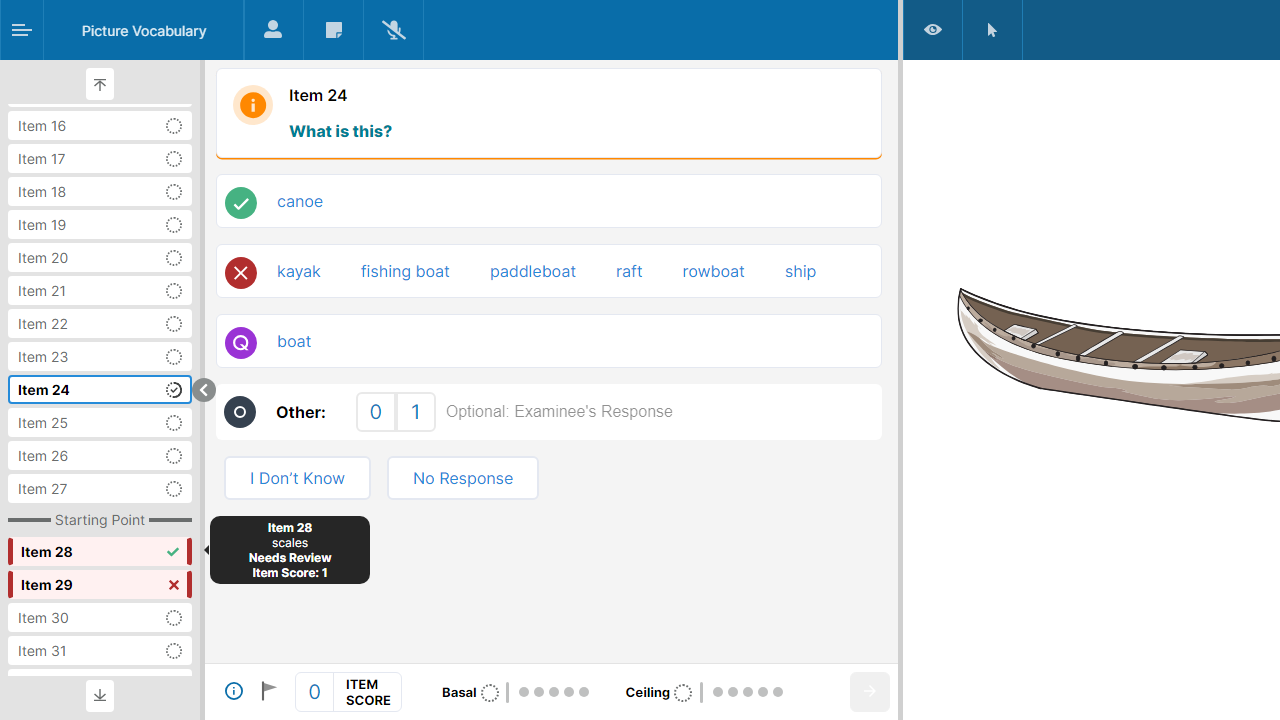 Picture Vocabulary
Item 16
Item 17
Item 18
Item 19
Item 20
Item 21
Item 22
Item 23
Item 24
Item 25
Item 26
Item 27
Starting Point
Item 28
Item 29
Item 30
Item 31
Item 24
What is this?
canoe
kayak fishing boat paddleboat raft rowboat ship
Q boat
O Other: 0 1 Optional: Examinee's Response
I Don’t Know No Response
Item 28
scales
Needs Review
Item Score: 1
0 ITEM SCORE Basal Ceiling